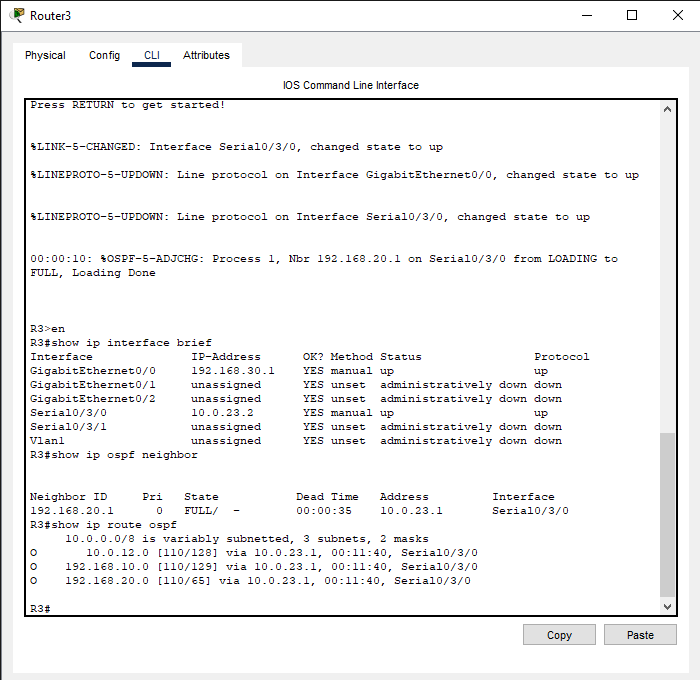 Router3
Physical Config CLI Attributes
IOS Command Line Interface
Press RETURN to get started!
%LINK-5-CHANGED: Interface Serial0/3/0, changed state to up
%LINEPROTO-5-UPDOWN: Line protocol on Interface GigabitEthernet0/0, changed state to up
%LINEPROTO-5-UPDOWN: Line protocol on Interface Serial0/3/0, changed state to up
00:00:10: %OSPF-5-ADJCHG: Process 1, Nbr 192.168.20.1 on Serial0/3/0 from LOADING to
FULL, Loading Done
R3>en
R3#show ip interface brief
Interface              IP-Address      OK? Method Status                Protocol
GigabitEthernet0/0     192.168.30.1    YES manual up                    up
GigabitEthernet0/1     unassigned      YES unset  administratively down down
GigabitEthernet0/2     unassigned      YES unset  administratively down down
Serial0/3/0            10.0.23.2       YES manual up                    up
Serial0/3/1            unassigned      YES unset  administratively down down
Vlan1                  unassigned      YES unset  administratively down down
R3#show ip ospf neighbor
Neighbor ID     Pri   State           Dead Time   Address         Interface
192.168.20.1      0   FULL/  -        00:00:35    10.0.23.1       Serial0/3/0
R3#show ip route ospf
     10.0.0.0/8 is variably subnetted, 3 subnets, 2 masks
O       10.0.12.0 [110/128] via 10.0.23.1, 00:11:40, Serial0/3/0
O    192.168.10.0 [110/129] via 10.0.23.1, 00:11:40, Serial0/3/0
O    192.168.20.0 [110/65] via 10.0.23.1, 00:11:40, Serial0/3/0
R3#
Copy Paste